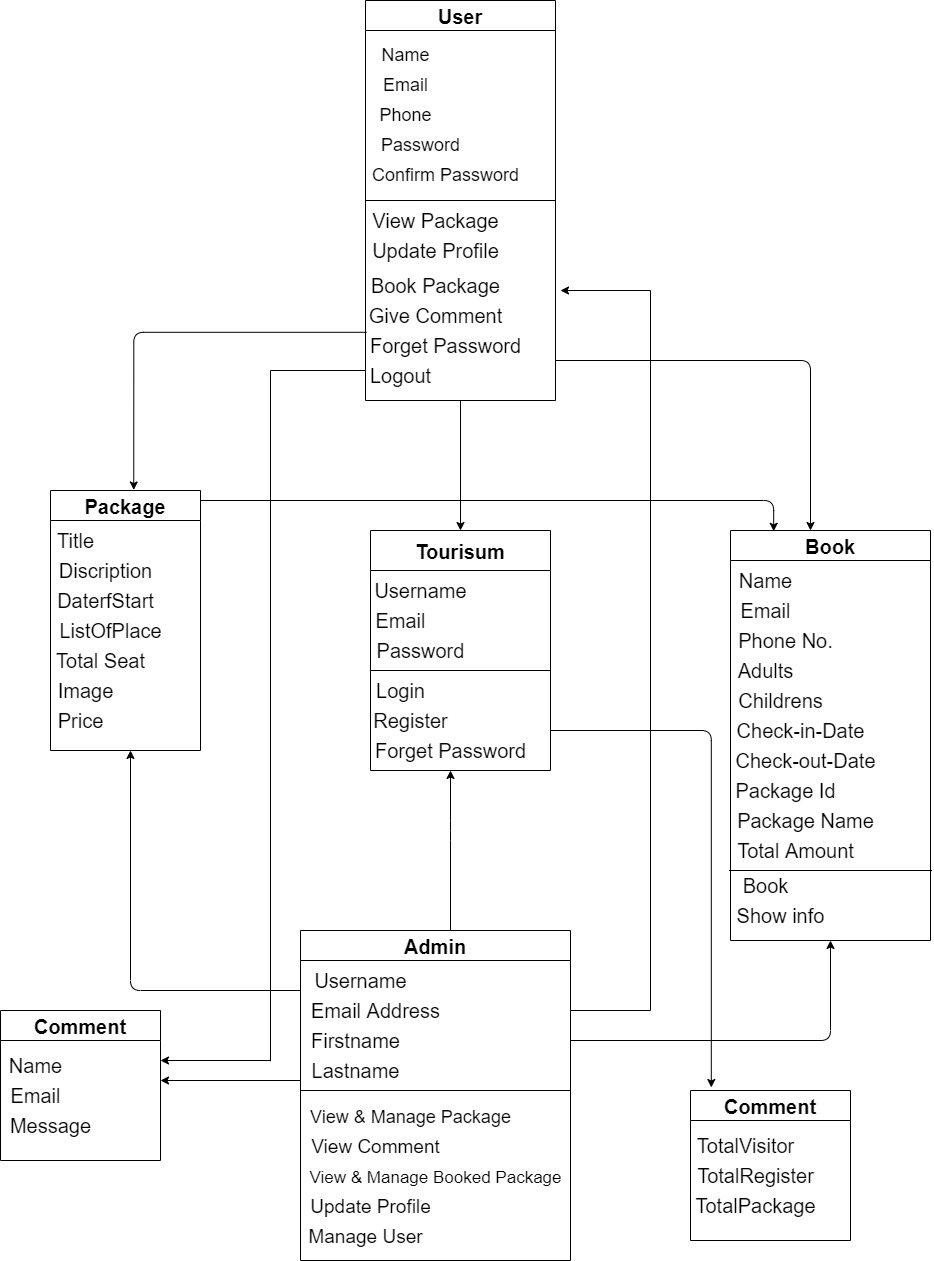 User
Name
Email
Phone
Password
Confirm Password
View Package
Update Profile
Book Package
Give Comment
Forget Password
Logout
Package
Title
Discription
DaterfStart
ListOfPlace
Total Seat
Image
Price
Tourisum
Username
Email
Password
Login
Register
Forget Password
Book
Name
Email
Phone No.
Adults
Childrens
Check-in-Date
Check-out-Date
Package Id
Package Name
Total Amount
Book
Show info
Admin
Username
Email Address
Firstname
Lastname
View & Manage Package
View Comment
View & Manage Booked Package
Update Profile
Manage User
Comment
Name
Email
Message
Comment
TotalVisitor
TotalRegister
TotalPackage